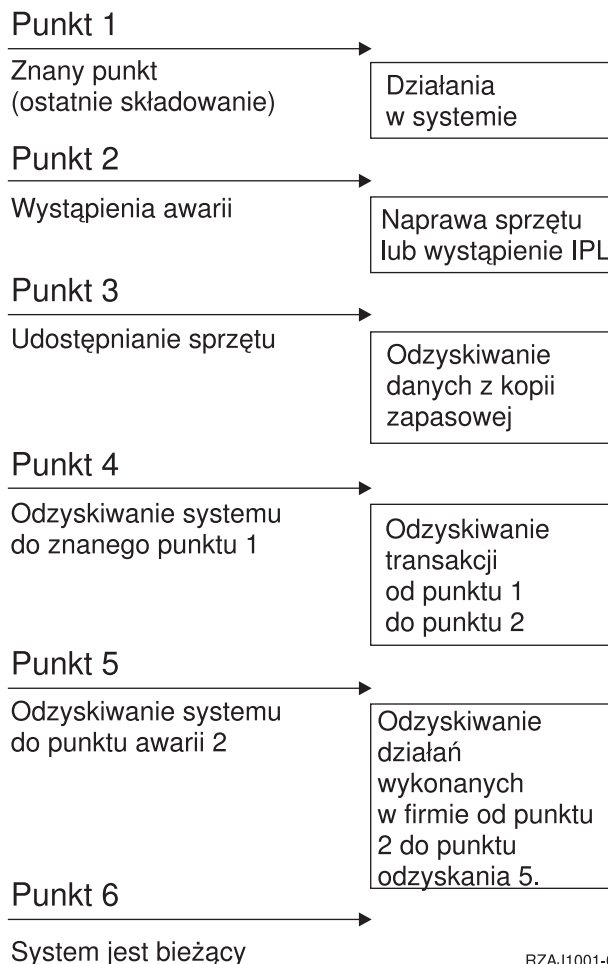 Punkt 1
Znany punkt
(ostatnie składowanie)
Działania
w systemie
Punkt 2
Wystąpienia awarii
Naprawa sprzętu
lub wystąpienie IPL
Punkt 3
Udostępnianie sprzętu
Odzyskiwanie
danych z kopii
zapasowej
Punkt 4
Odzyskiwanie systemu
do znanego punktu 1
Odzyskiwanie
transakcji
od punktu 1
do punktu 2
Punkt 5
Odzyskiwanie systemu
do punktu awarii 2
Odzyskiwanie
działań
wykonanych
w firmie od punktu
2 do punktu
odzyskania 5.
Punkt 6
System jest bieżący